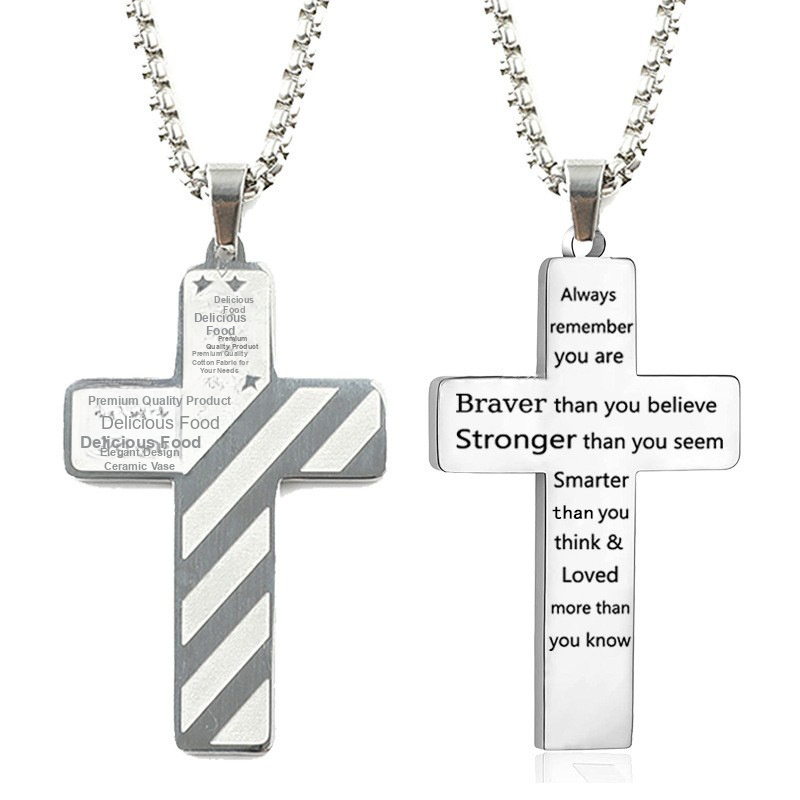 Delicious
Food
Delicious
Food
Premium
Quality Product
Premium Quality
Cotton Fabric for
Your Needs
Premium Quality Product
Delicious Food
Delicious Food
Elegant Design
Ceramic Vase
Always
remember
you are
Braver than you believe
Stronger than you seem
Smarter
than you
think &
Loved
more than
you know